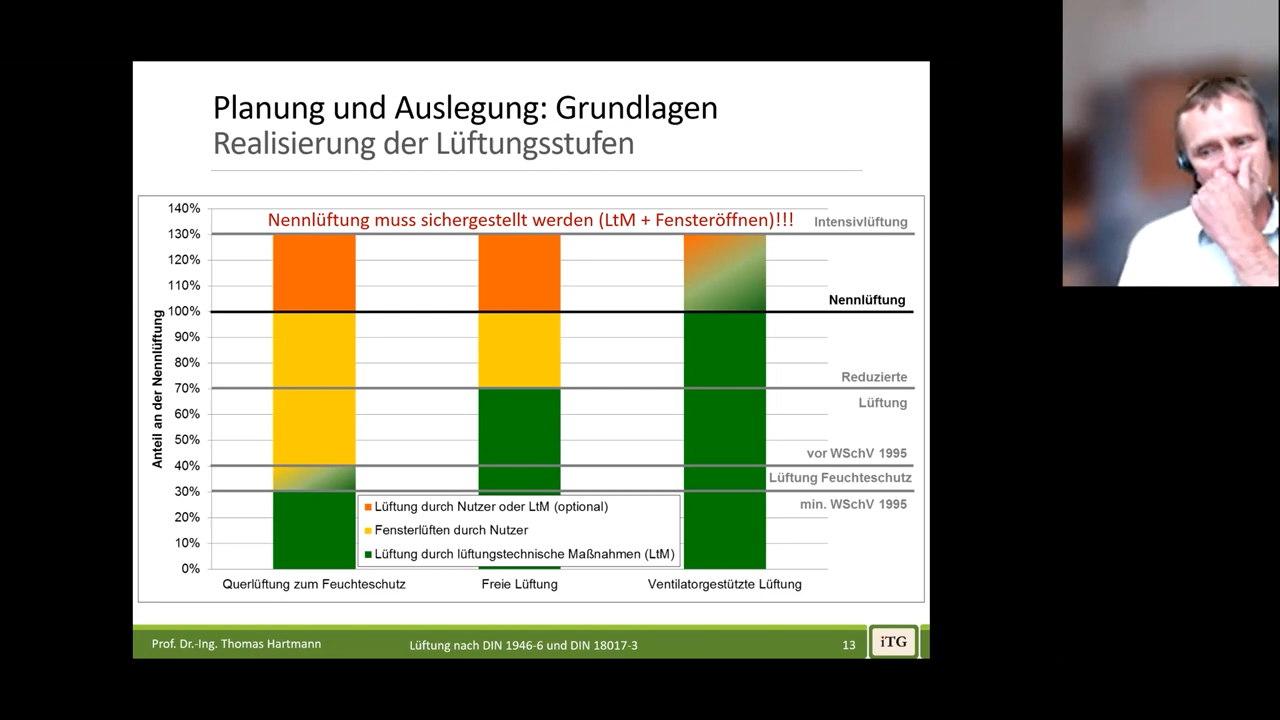 Planung und Auslegung: Grundlagen
Realisierung der Lüftungsstufen
Nennlüftung muss sichergestellt werden (LtM + Fensteröffnen)!!!
Anteil an der Nennlüftung
140%
130%
120%
110%
100%
90%
80%
70%
60%
50%
40%
30%
20%
10%
0%
Intensivlüftung
Nennlüftung
Reduzierte
Lüftung
vor WSchV 1995
Lüftung Feuchteschutz
min. WSchV 1995
Lüftung durch Nutzer oder LtM (optional)
Fensterlüften durch Nutzer
Lüftung durch lüftungstechnische Maßnahmen (LtM)
Querlüftung zum Feuchteschutz
Freie Lüftung
Ventilatorgestützte Lüftung
Prof. Dr.-Ing. Thomas Hartmann
Lüftung nach DIN 1946-6 und DIN 18017-3
13
iTG